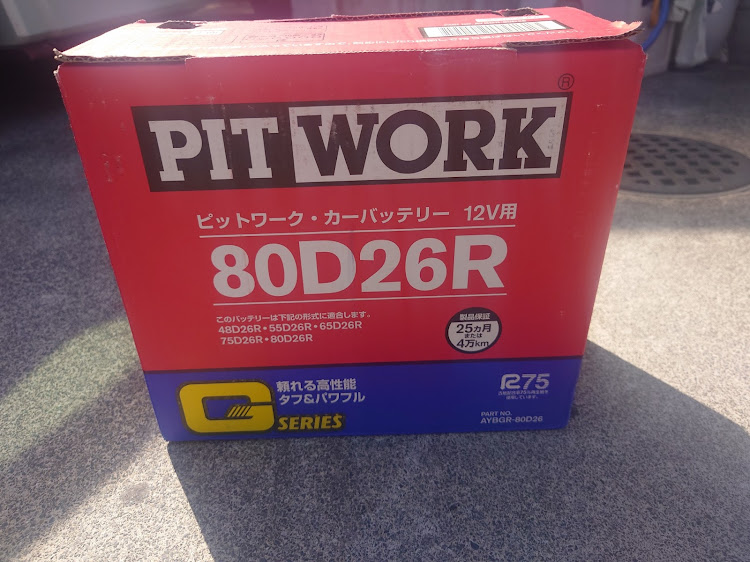 PIT WORK ®
ピットワーク・カーバッテリー 12V用
80D26R
このバッテリーは下記の形式に適合します。
48D26R・55D26R・65D26R
75D26R・80D26R
製品保証
25ヵ月
または
4万km
G SERIES
頼れる高性能
タフ&パワフル
R75
PART NO.
AYBGR-80D26